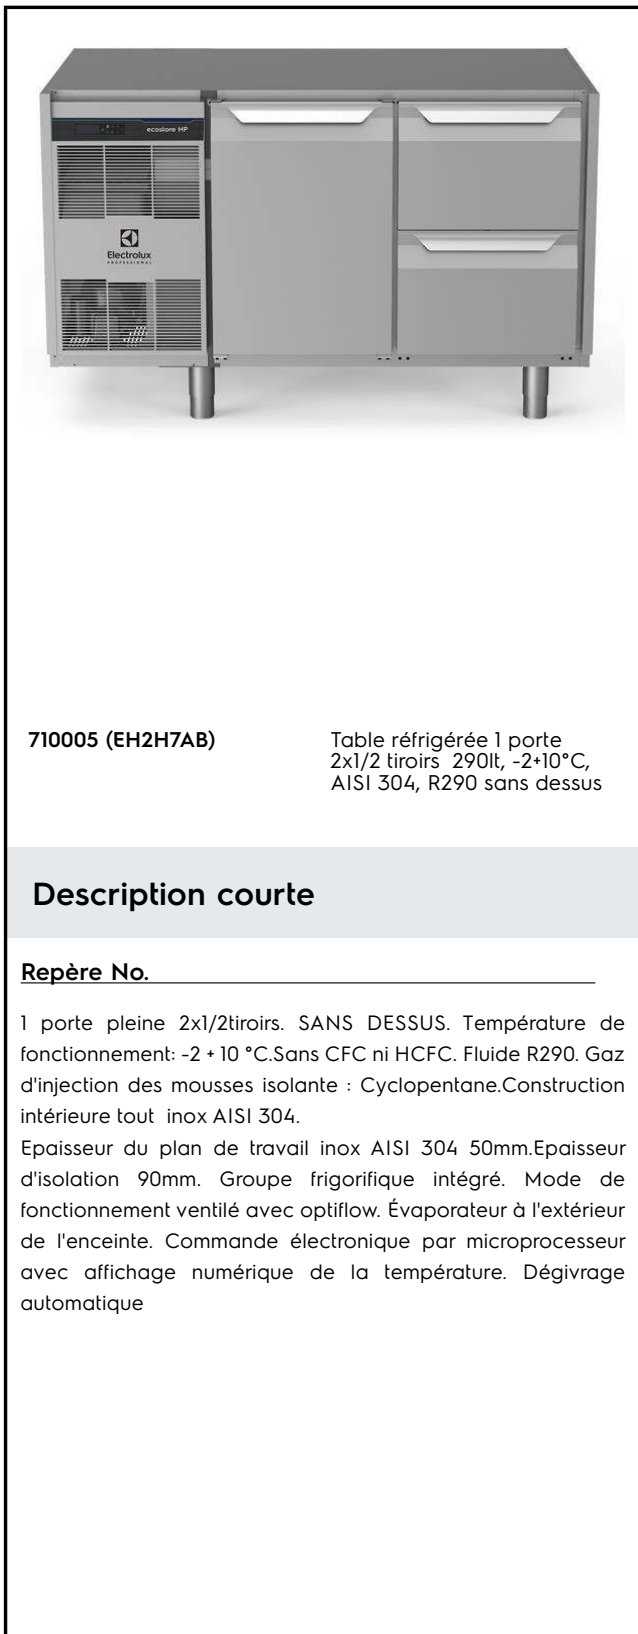 ecostore HP
Electrolux
PROFESSIONAL
710005 (EH2H7AB)
Table réfrigérée 1 porte
2x1/2 tiroirs  290lt, -2+10°C,
AISI 304, R290 sans dessus
Description courte
Repère No.
1 porte pleine 2x1/2tiroirs. SANS DESSUS. Température de
fonctionnement: -2 + 10 °C.Sans CFC ni HCFC. Fluide R290. Gaz
d'injection des mousses isolante : Cyclopentane.Construction
intérieure tout  inox AISI 304.
Epaisseur du plan de travail inox AISI 304 50mm.Epaisseur
d'isolation 90mm. Groupe frigorifique intégré. Mode de
fonctionnement ventilé avec optiflow. Évaporateur à l'extérieur
de l'enceinte. Commande électronique par microprocesseur
avec affichage numérique de la température. Dégivrage
automatique